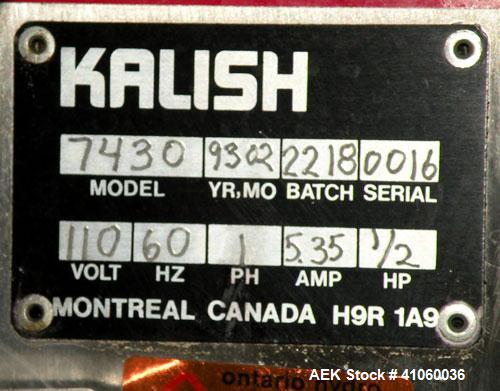 KALISH
7430 9302 2218 0016
MODEL YR,MO BATCH SERIAL
110 60 1 5.35 1/2
VOLT HZ PH AMP HP
MONTREAL CANADA H9R 1A9
AEK Stock # 41060036
ontario